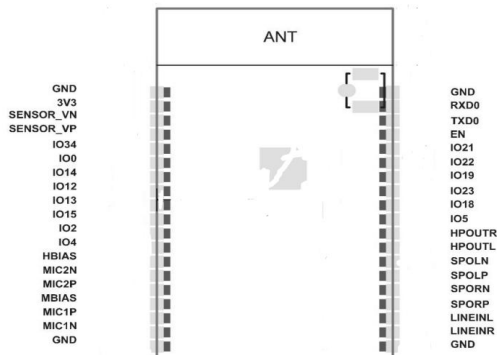 ANT
GND
3V3
SENSOR_VN
SENSOR_VP
IO34
IO0
IO14
IO12
IO13
IO15
IO2
IO4
HBIAS
MIC2N
MIC2P
MBIAS
MIC1P
MIC1N
GND
GND
RXD0
TXD0
EN
IO21
IO22
IO19
IO23
IO18
IO5
HPOUTR
HPOUTL
SPOLN
SPOLP
SPORN
SPORP
LINEINL
LINEINR
GND